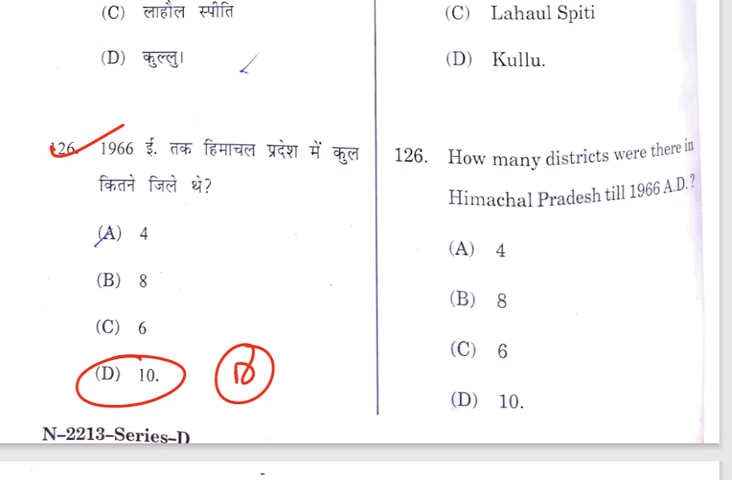 (C) लाहौल स्पीति
(D) कुल्लु।
126. 1966 ई. तक हिमाचल प्रदेश में कुल
कितने जिले थे?
(A) 4
(B) 8
(C) 6
(D) 10.
N–2213–Series–D
(C) Lahaul Spiti
(D) Kullu.
126. How many districts were there in
Himachal Pradesh till 1966 A.D.?
(A) 4
(B) 8
(C) 6
(D) 10.